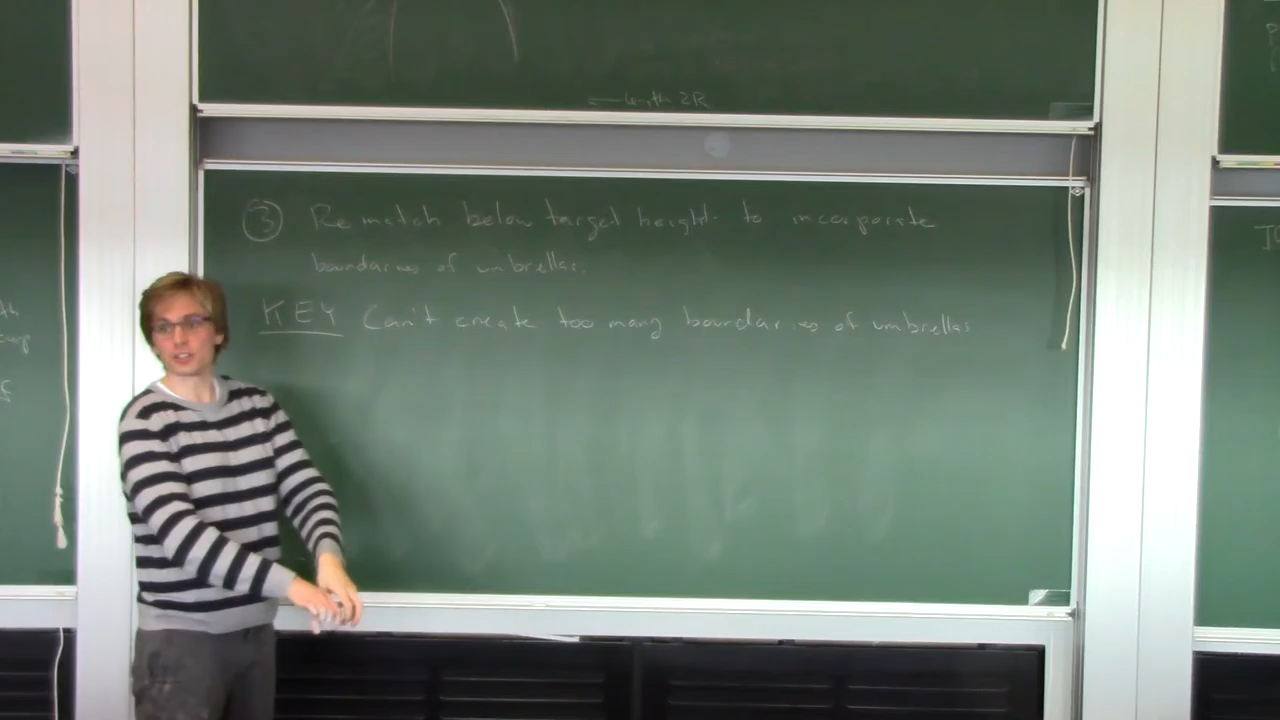 length 2R
③ Rematch below target height to incorporate
boundaries of umbrellas.
KEY Can't create too many boundaries of umbrellas